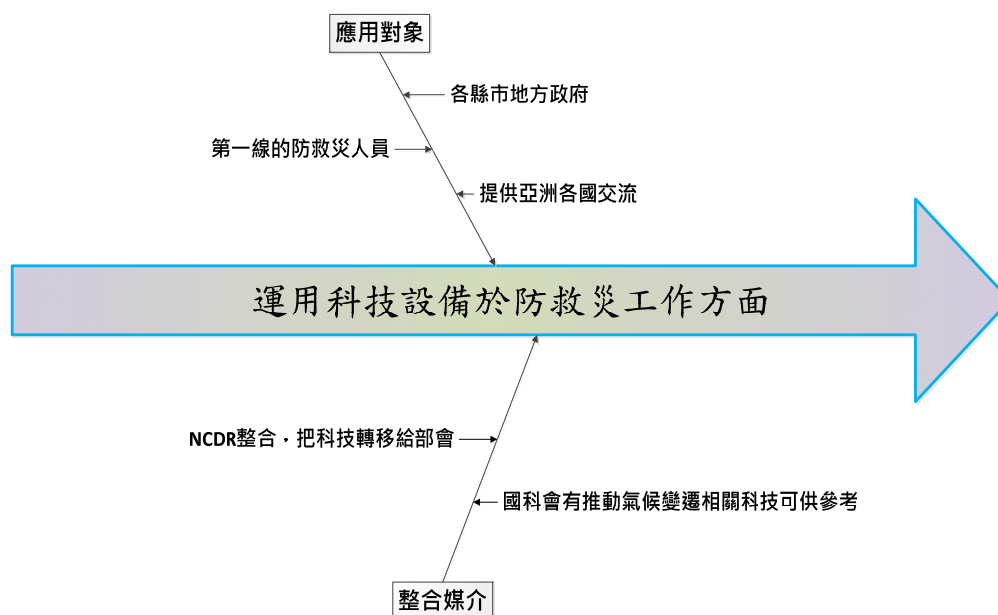 應用對象
各縣市地方政府
第一線的防救災人員
提供亞洲各國交流
運用科技設備於防救災工作方面
NCDR整合，把科技轉移給部會
國科會有推動氣候變遷相關科技可供參考
整合媒介